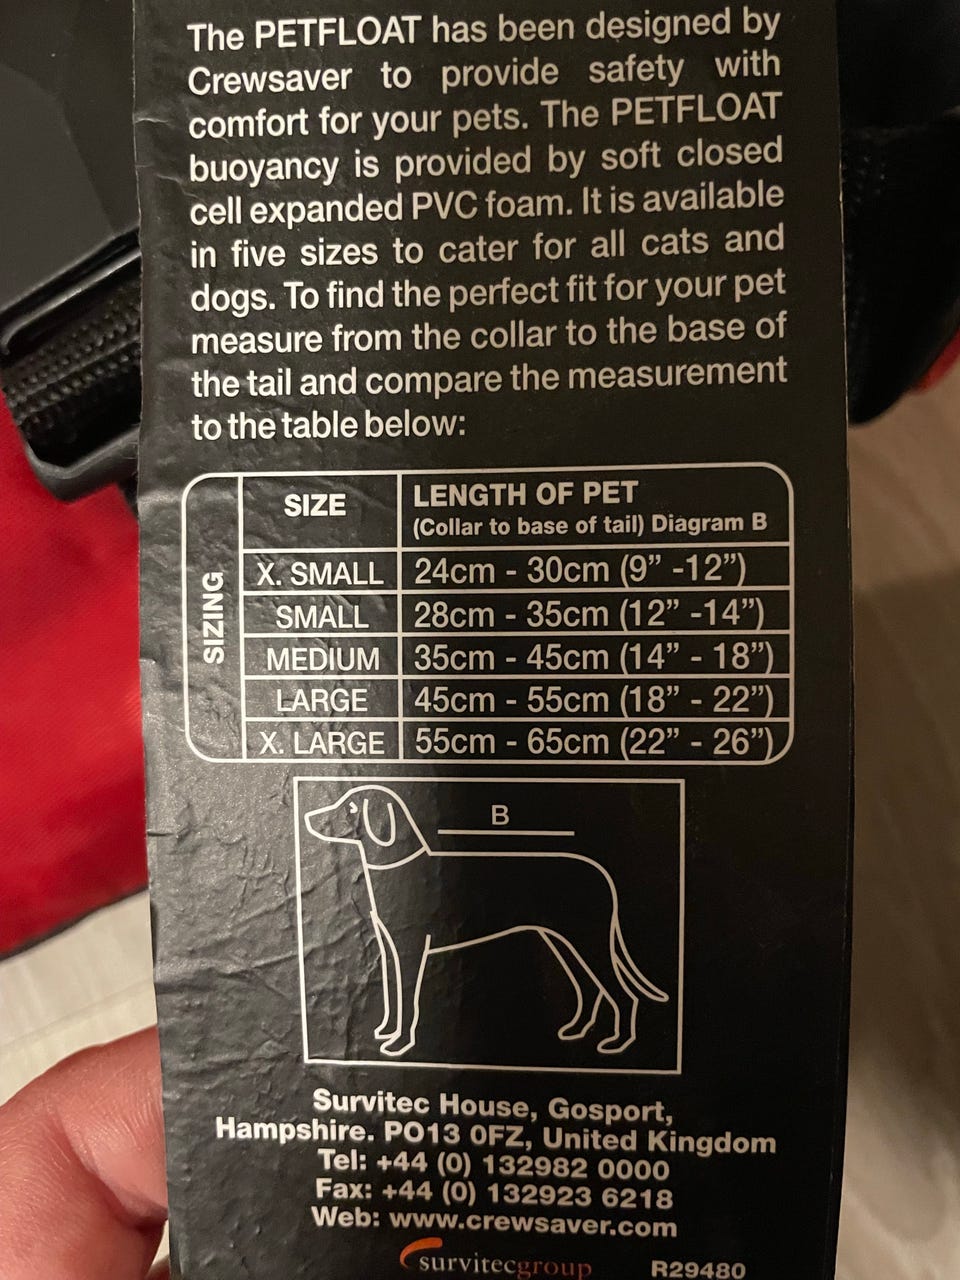 The PETFLOAT has been designed by
Crewsaver to provide safety with
comfort for your pets. The PETFLOAT
buoyancy is provided by soft closed
cell expanded PVC foam. It is available
in five sizes to cater for all cats and
dogs. To find the perfect fit for your pet
measure from the collar to the base of
the tail and compare the measurement
to the table below:
SIZING
SIZE LENGTH OF PET
(Collar to base of tail) Diagram B
X. SMALL 24cm - 30cm (9” -12”)
SMALL 28cm - 35cm (12” -14”)
MEDIUM 35cm - 45cm (14” - 18”)
LARGE 45cm - 55cm (18” - 22”)
X. LARGE 55cm - 65cm (22” - 26”)
B
Survitec House, Gosport,
Hampshire. PO13 0FZ, United Kingdom
Tel: +44 (0) 132982 0000
Fax: +44 (0) 132923 6218
Web: www.crewsaver.com
survitecgroup R29480